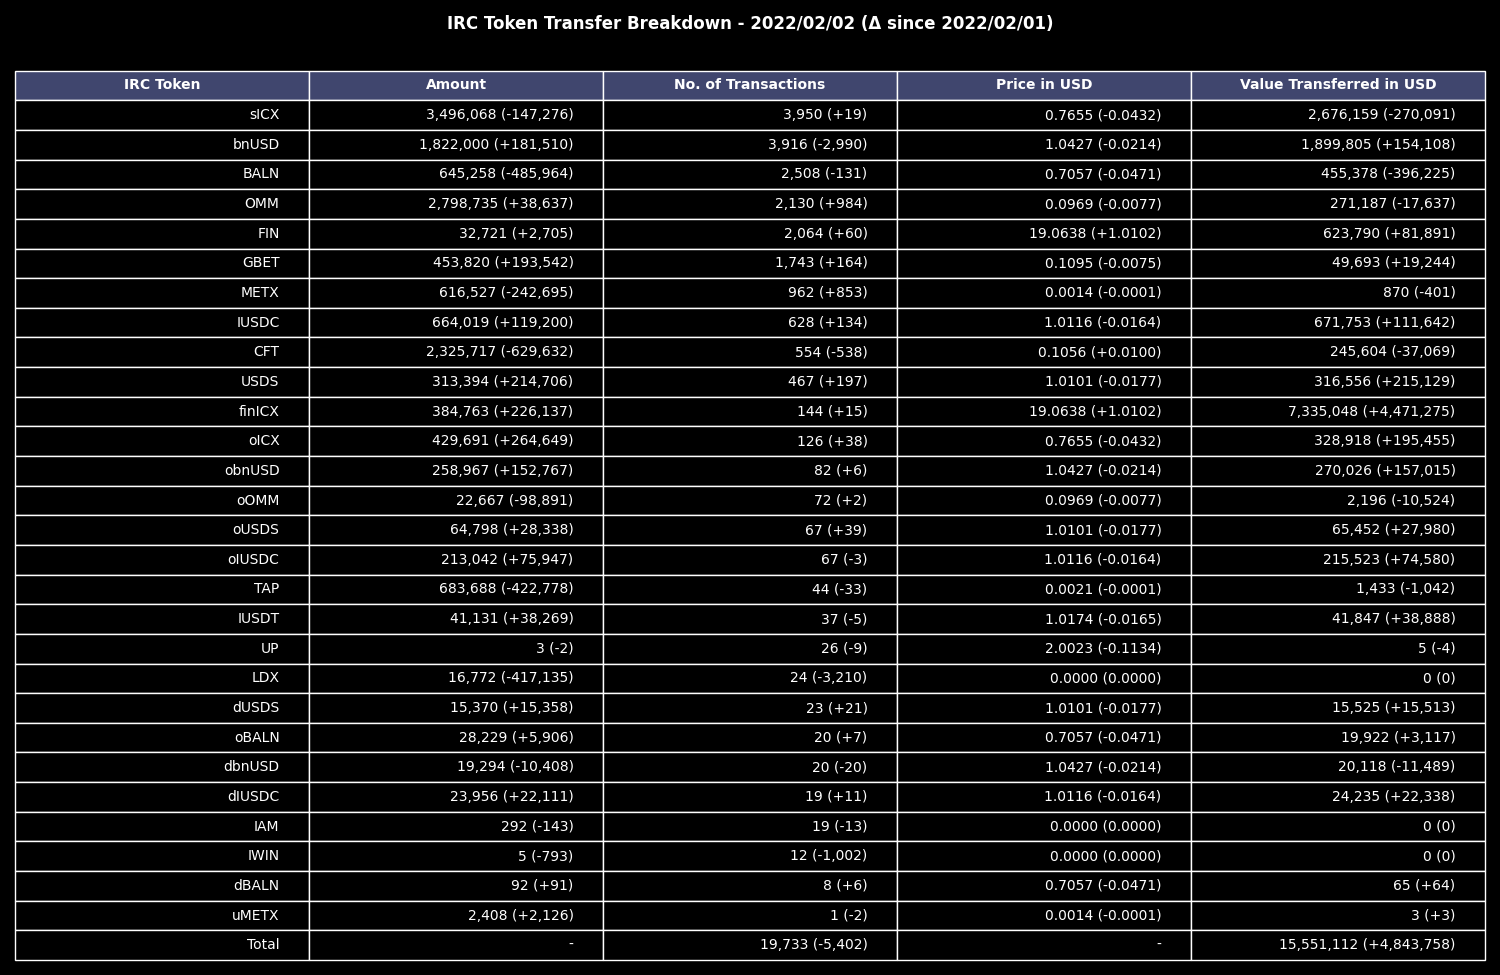 IRC Token Transfer Breakdown - 2022/02/02 (Δ since 2022/02/01)
IRC Token Amount No. of Transactions Price in USD Value Transferred in USD
sICX 3,496,068 (-147,276) 3,950 (+19) 0.7655 (-0.0432) 2,676,159 (-270,091)
bnUSD 1,822,000 (+181,510) 3,916 (-2,990) 1.0427 (-0.0214) 1,899,805 (+154,108)
BALN 645,258 (-485,964) 2,508 (-131) 0.7057 (-0.0471) 455,378 (-396,225)
OMM 2,798,735 (+38,637) 2,130 (+984) 0.0969 (-0.0077) 271,187 (-17,637)
FIN 32,721 (+2,705) 2,064 (+60) 19.0638 (+1.0102) 623,790 (+81,891)
GBET 453,820 (+193,542) 1,743 (+164) 0.1095 (-0.0075) 49,693 (+19,244)
METX 616,527 (-242,695) 962 (+853) 0.0014 (-0.0001) 870 (-401)
IUSDC 664,019 (+119,200) 628 (+134) 1.0116 (-0.0164) 671,753 (+111,642)
CFT 2,325,717 (-629,632) 554 (-538) 0.1056 (+0.0100) 245,604 (-37,069)
USDS 313,394 (+214,706) 467 (+197) 1.0101 (-0.0177) 316,556 (+215,129)
finICX 384,763 (+226,137) 144 (+15) 19.0638 (+1.0102) 7,335,048 (+4,471,275)
oICX 429,691 (+264,649) 126 (+38) 0.7655 (-0.0432) 328,918 (+195,455)
obnUSD 258,967 (+152,767) 82 (+6) 1.0427 (-0.0214) 270,026 (+157,015)
oOMM 22,667 (-98,891) 72 (+2) 0.0969 (-0.0077) 2,196 (-10,524)
oUSDS 64,798 (+28,338) 67 (+39) 1.0101 (-0.0177) 65,452 (+27,980)
oIUSDC 213,042 (+75,947) 67 (-3) 1.0116 (-0.0164) 215,523 (+74,580)
TAP 683,688 (-422,778) 44 (-33) 0.0021 (-0.0001) 1,433 (-1,042)
IUSDT 41,131 (+38,269) 37 (-5) 1.0174 (-0.0165) 41,847 (+38,888)
UP 3 (-2) 26 (-9) 2.0023 (-0.1134) 5 (-4)
LDX 16,772 (-417,135) 24 (-3,210) 0.0000 (0.0000) 0 (0)
dUSDS 15,370 (+15,358) 23 (+21) 1.0101 (-0.0177) 15,525 (+15,513)
oBALN 28,229 (+5,906) 20 (+7) 0.7057 (-0.0471) 19,922 (+3,117)
dbnUSD 19,294 (-10,408) 20 (-20) 1.0427 (-0.0214) 20,118 (-11,489)
dIUSDC 23,956 (+22,111) 19 (+11) 1.0116 (-0.0164) 24,235 (+22,338)
IAM 292 (-143) 19 (-13) 0.0000 (0.0000) 0 (0)
IWIN 5 (-793) 12 (-1,002) 0.0000 (0.0000) 0 (0)
dBALN 92 (+91) 8 (+6) 0.7057 (-0.0471) 65 (+64)
uMETX 2,408 (+2,126) 1 (-2) 0.0014 (-0.0001) 3 (+3)
Total - 19,733 (-5,402) - 15,551,112 (+4,843,758)